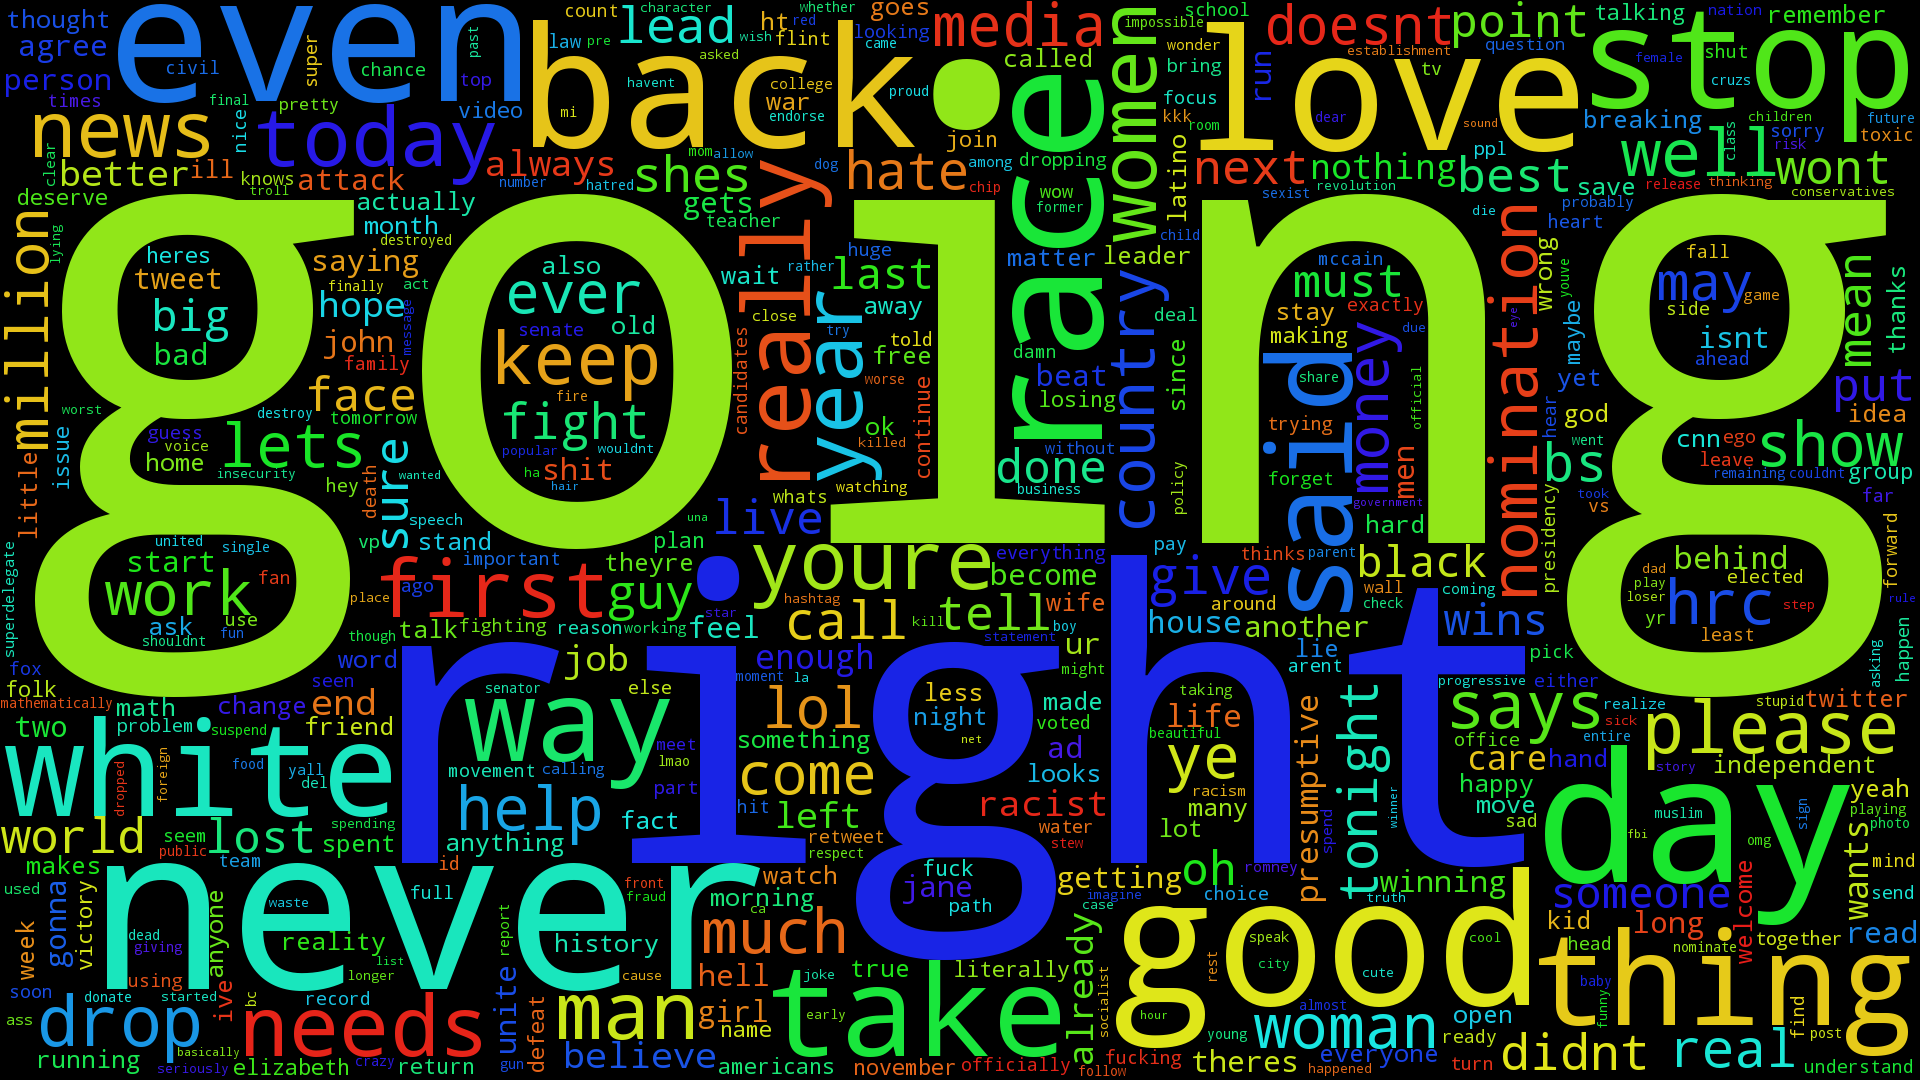 going
right
never
back
even
love
stop
good
day
white
thing
take
race
said
way
first
news
today
media
lead
women
doesnt
point
well
wont
best
next
nothing
hate
shes
always
really
year
last
country
money
must
nomination
may
mean
put
show
bs
hrc
behind
black
give
house
another
wins
says
please
tonight
presumptive
care
life
ye
racist
come
lol
job
guy
youre
call
tell
become
live
done
fight
keep
ever
big
bad
tweet
heres
million
better
ill
attack
person
agree
thought
civil
times
super
chance
count
law
ht
flint
goes
looking
called
school
impossible
wonder
bring
focus
run
establishment
tv
question
talking
remember
nation
shut
female
cruzs
children
future
toxic
sorry
risk
breaking
save
release
thinking
conservatives
probably
heart
wrong
maybe
yet
god
idea
thanks
isnt
ahead
side
game
fall
cnn
ego
leave
group
remaining
couldnt
far
forward
presidency
vs
took
went
hear
elected
dad
play
loser
yr
step
least
rule
happen
asking
pick
either
realize
sick
entire
stupid
twitter
independent
story
yeah
playing
photo
sign
omg
muslim
fbi
someone
wants
mind
send
read
together
welcome
long
nominate
kid
head
baby
funny
find
post
real
understand
didnt
open
ready
turn
woman
everyone
happened
theres
young
almost
hour
city
speak
cute
cool
rest
choice
truth
winning
getting
oh
imagine
case
romney
already
socialist
follow
fucking
officially
november
early
joke
true
literally
path
jane
fuck
respect
retweet
watch
morning
much
hell
girl
name
man
believe
americans
unite
defeat
gun
report
history
cause
front
fraud
full
id
anything
help
fact
team
lost
spent
spending
reality
list
longer
record
return
crazy
elizabeth
needs
seriously
basically
started
donate
drop
running
ass
soon
week
gonna
victory
used
makes
world
seem
public
dead
giving
waste
using
ive
anyone
bc
two
math
problem
suspend
change
end
friend
yall
del
food
foreign
dropped
folk
fox
mathematically
superdelegate
work
start
ask
use
fun
fan
shouldnt
united
single
place
word
seen
though
talk
fighting
reason
working
feel
star
hashtag
theyre
important
ago
plan
una
stand
speech
vp
sure
death
hey
home
voice
guess
insecurity
lets
issue
little
worst
destroy
tomorrow
face
family
john
hope
message
saying
finally
act
month
actually
destroyed
knows
troll
deserve
lying
clear
nice
final
pretty
video
top
past
character
whether
red
wish
pre
came
asked
havent
college
war
endorse
proud
mi
join
among
dropping
mom
allow
dog
number
hatred
gets
teacher
chip
wow
former
matter
leader
latino
kkk
room
dear
sound
ppl
class
revolution
sexist
die
child
huge
rather
wait
also
old
senate
away
close
try
told
free
worse
candidates
ok
killed
continue
damn
beat
losing
without
business
since
deal
policy
pay
mccain
stay
making
exactly
due
share
trying
forget
official
men
eye
youve
government
hard
thinks
parent
wall
check
coming
around
wife
boy
ur
might
statement
kill
enough
everything
moment
la
else
senator
less
night
net
something
meet
lmao
movement
calling
part
hit
left
made
voted
ad
looks
taking
beautiful
racism
many
lot
water
stew
spend
winner
lie
arent
progressive
office
hand
happy
move
sad
fire
popular
wouldnt
ha
shit
hair
wanted
whats
watching
ca